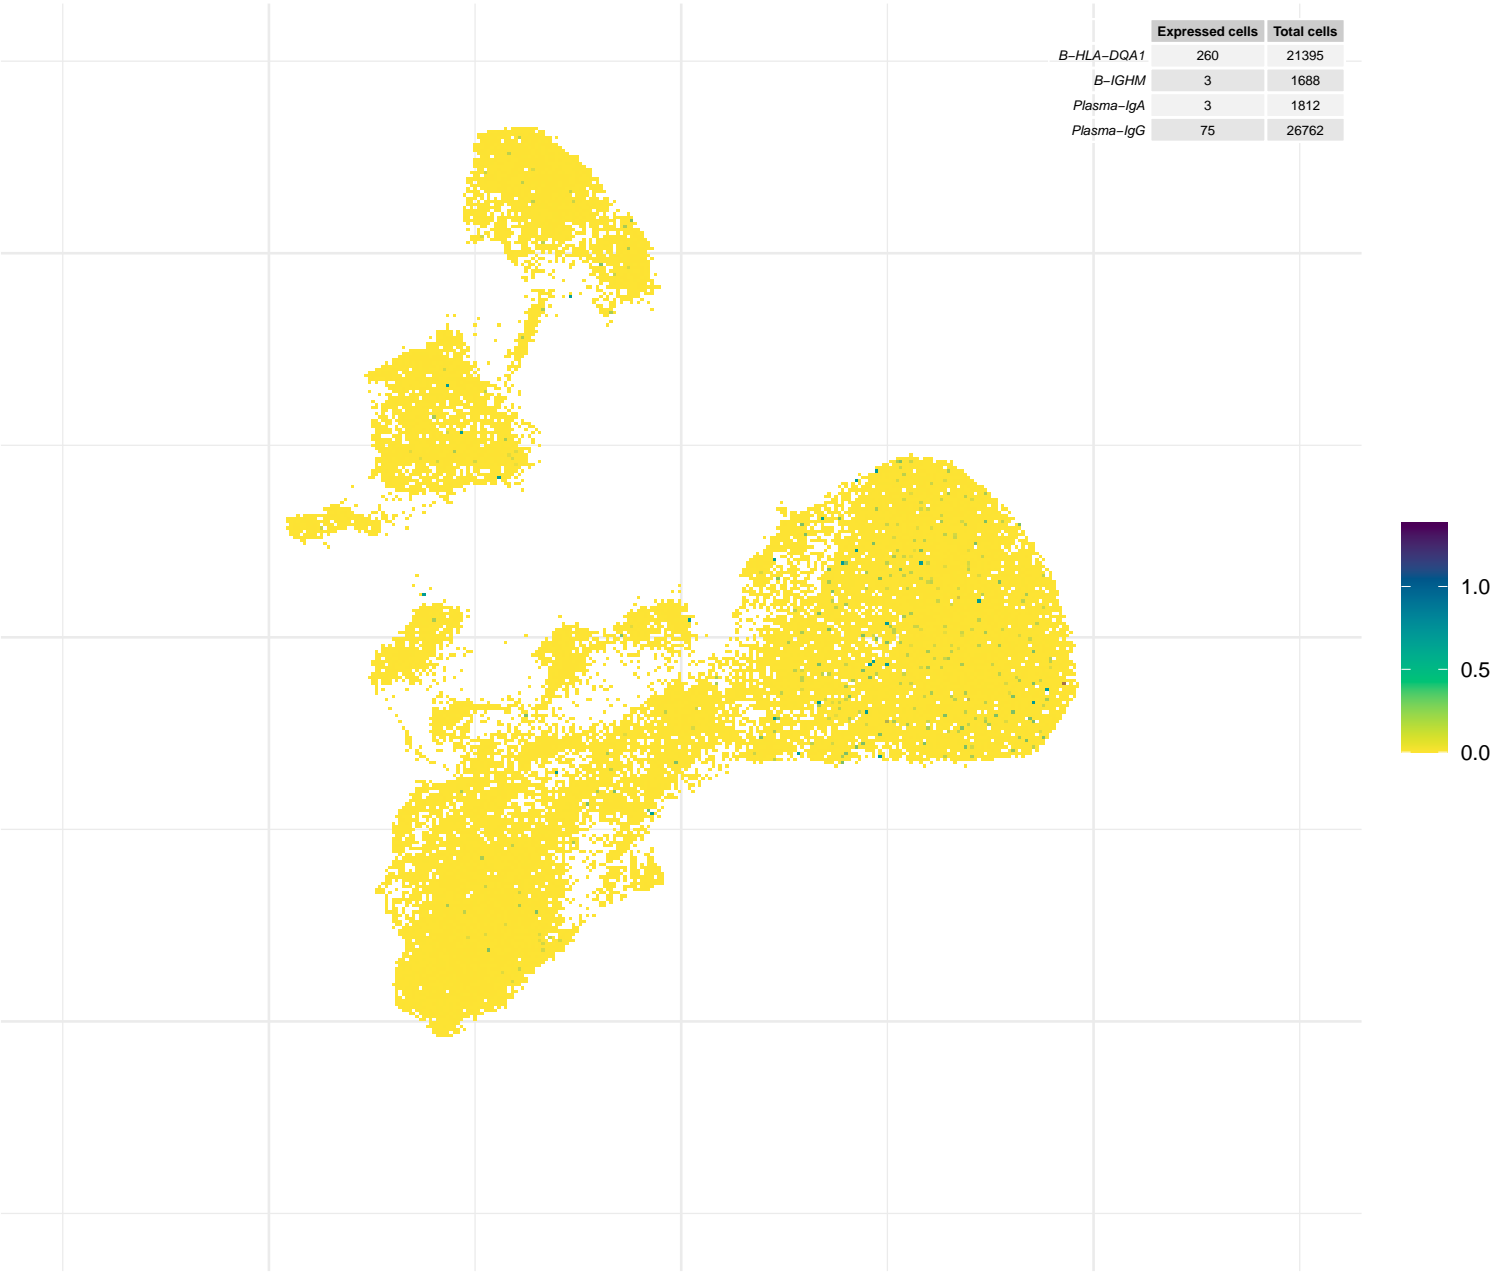 Expressed cells Total cells
B−HLA−DQA1 260 21395
B−IGHM 3 1688
Plasma−IgA 3 1812
Plasma−IgG 75 26762
1.0
0.5
0.0